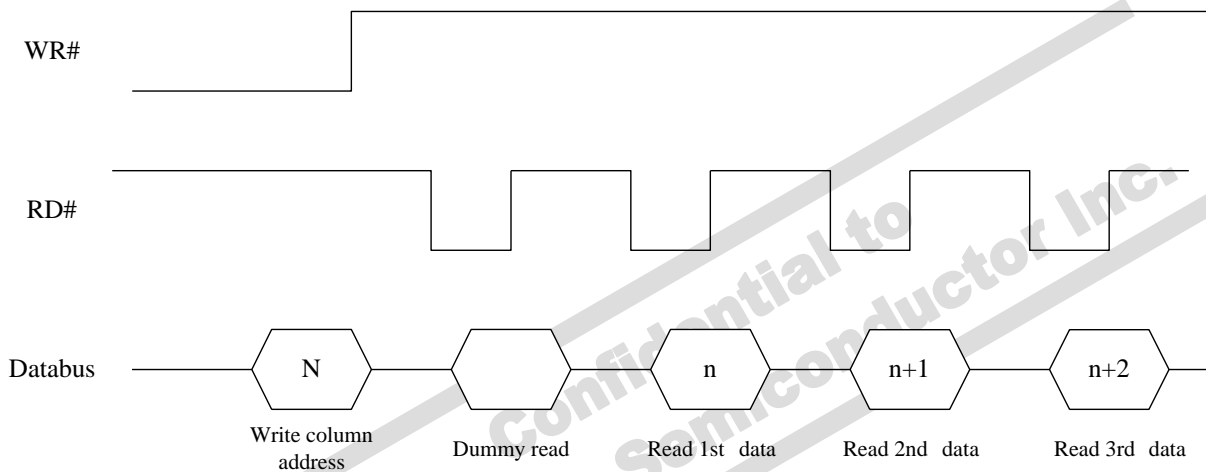 WR#
RD#
Databus
N
n
n+1
n+2
Write column
address
Dummy read
Read 1st data
Read 2nd data
Read 3rd data
Confidential to
Semiconductor Inc.